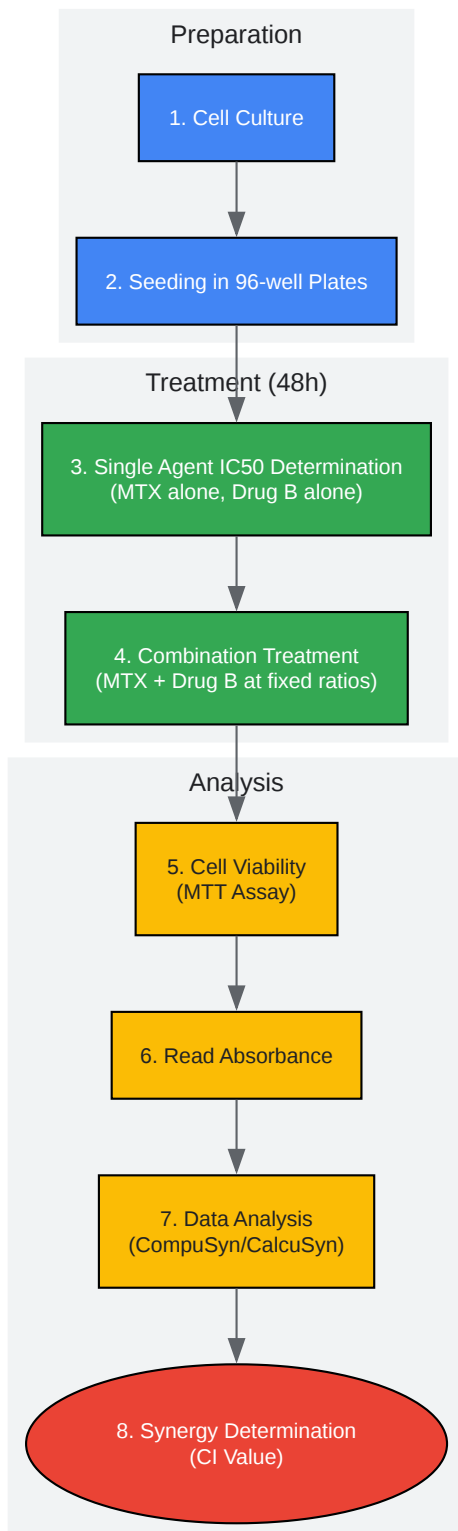 Preparation
1. Cell Culture
2. Seeding in 96-well Plates
Treatment (48h)
3. Single Agent IC50 Determination
(MTX alone, Drug B alone)
4. Combination Treatment
(MTX + Drug B at fixed ratios)
Analysis
5. Cell Viability
(MTT Assay)
6. Read Absorbance
7. Data Analysis
(CompuSyn/CalcuSyn)
8. Synergy Determination
(CI Value)